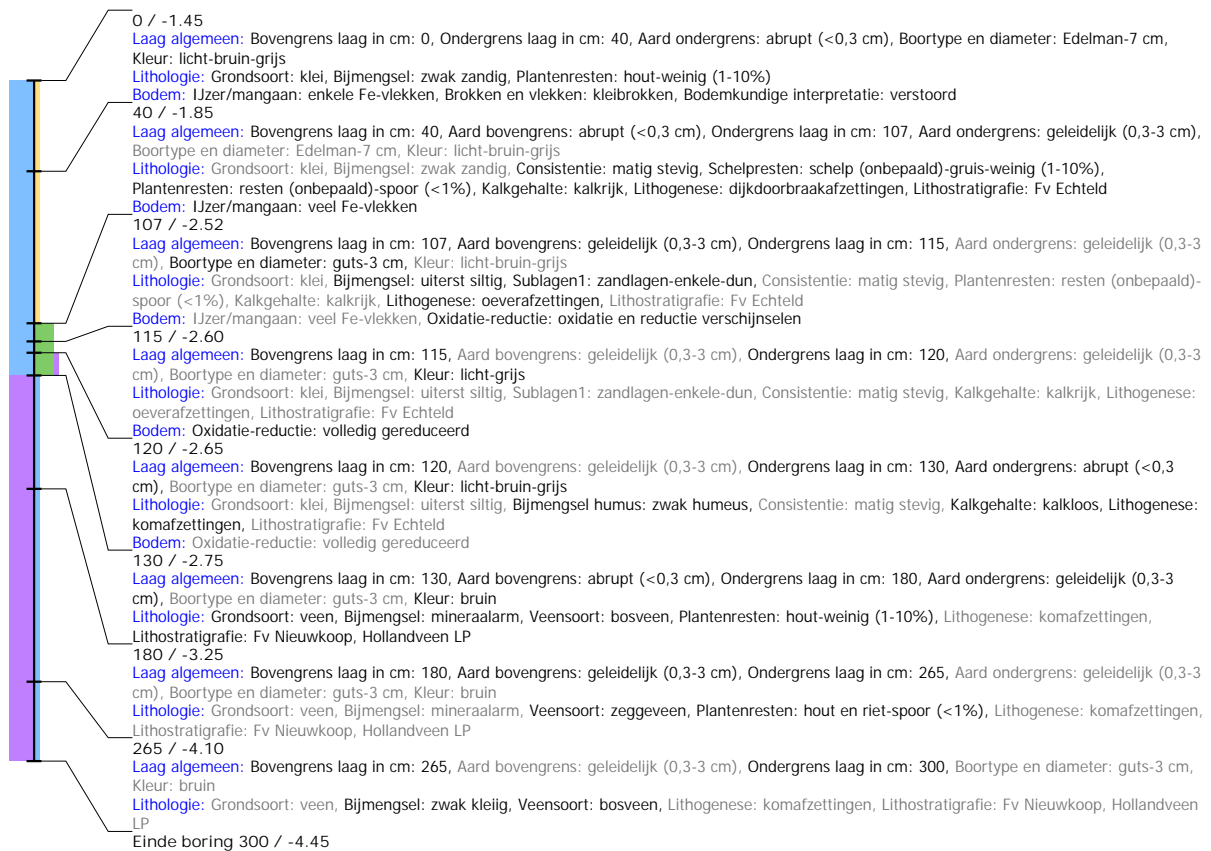 0 / -1.45
Laag algemeen: Bovengrens laag in cm: 0, Ondergrens laag in cm: 40, Aard ondergrens: abrupt (<0,3 cm), Boortype en diameter: Edelman-7 cm,
Kleur: licht-bruin-grijs
Lithologie: Grondsoort: klei, Bijmengsel: zwak zandig, Plantenresten: hout-weinig (1-10%)
Bodem: IJzer/mangaan: enkele Fe-vlekken, Brokken en vlekken: kleibrokken, Bodemkundige interpretatie: verstoord
40 / -1.85
Laag algemeen: Bovengrens laag in cm: 40, Aard bovengrens: abrupt (<0,3 cm), Ondergrens laag in cm: 107, Aard ondergrens: geleidelijk (0,3-3 cm),
Boortype en diameter: Edelman-7 cm, Kleur: licht-bruin-grijs
Lithologie: Grondsoort: klei, Bijmengsel: zwak zandig, Consistentie: matig stevig, Schelpresten: schelp (onbepaald)-gruis-weinig (1-10%),
Plantenresten: resten (onbepaald)-spoor (<1%), Kalkgehalte: kalkrijk, Lithogenese: dijkdoorbraakafzettingen, Lithostratigrafie: Fv Echteld
Bodem: IJzer/mangaan: veel Fe-vlekken
107 / -2.52
Laag algemeen: Bovengrens laag in cm: 107, Aard bovengrens: geleidelijk (0,3-3 cm), Ondergrens laag in cm: 115, Aard ondergrens: geleidelijk (0,3-3
cm), Boortype en diameter: guts-3 cm, Kleur: licht-bruin-grijs
Lithologie: Grondsoort: klei, Bijmengsel: uiterst siltig, Sublagen1: zandlagen-enkele-dun, Consistentie: matig stevig, Plantenresten: resten (onbepaald)-
spoor (<1%), Kalkgehalte: kalkrijk, Lithogenese: oeverafzettingen, Lithostratigrafie: Fv Echteld
Bodem: IJzer/mangaan: veel Fe-vlekken, Oxidatie-reductie: oxidatie en reductie verschijnselen
115 / -2.60
Laag algemeen: Bovengrens laag in cm: 115, Aard bovengrens: geleidelijk (0,3-3 cm), Ondergrens laag in cm: 120, Aard ondergrens: geleidelijk (0,3-3
cm), Boortype en diameter: guts-3 cm, Kleur: licht-grijs
Lithologie: Grondsoort: klei, Bijmengsel: uiterst siltig, Sublagen1: zandlagen-enkele-dun, Consistentie: matig stevig, Kalkgehalte: kalkrijk, Lithogenese:
oeverafzettingen, Lithostratigrafie: Fv Echteld
Bodem: Oxidatie-reductie: volledig gereduceerd
120 / -2.65
Laag algemeen: Bovengrens laag in cm: 120, Aard bovengrens: geleidelijk (0,3-3 cm), Ondergrens laag in cm: 130, Aard ondergrens: abrupt (<0,3
cm), Boortype en diameter: guts-3 cm, Kleur: licht-bruin-grijs
Lithologie: Grondsoort: klei, Bijmengsel: uiterst siltig, Bijmengsel humus: zwak humeus, Consistentie: matig stevig, Kalkgehalte: kalkloos, Lithogenese:
komafzettingen, Lithostratigrafie: Fv Echteld
Bodem: Oxidatie-reductie: volledig gereduceerd
130 / -2.75
Laag algemeen: Bovengrens laag in cm: 130, Aard bovengrens: abrupt (<0,3 cm), Ondergrens laag in cm: 180, Aard ondergrens: geleidelijk (0,3-3
cm), Boortype en diameter: guts-3 cm, Kleur: bruin
Lithologie: Grondsoort: veen, Bijmengsel: mineraalarm, Veensoort: bosveen, Plantenresten: hout-weinig (1-10%), Lithogenese: komafzettingen,
Lithostratigrafie: Fv Nieuwkoop, Hollandveen LP
180 / -3.25
Laag algemeen: Bovengrens laag in cm: 180, Aard bovengrens: geleidelijk (0,3-3 cm), Ondergrens laag in cm: 265, Aard ondergrens: geleidelijk (0,3-3
cm), Boortype en diameter: guts-3 cm, Kleur: bruin
Lithologie: Grondsoort: veen, Bijmengsel: mineraalarm, Veensoort: zeggeveen, Plantenresten: hout en riet-spoor (<1%), Lithogenese: komafzettingen,
Lithostratigrafie: Fv Nieuwkoop, Hollandveen LP
265 / -4.10
Laag algemeen: Bovengrens laag in cm: 265, Aard bovengrens: geleidelijk (0,3-3 cm), Ondergrens laag in cm: 300, Boortype en diameter: guts-3 cm,
Kleur: bruin
Lithologie: Grondsoort: veen, Bijmengsel: zwak kleiig, Veensoort: bosveen, Lithogenese: komafzettingen, Lithostratigrafie: Fv Nieuwkoop, Hollandveen
LP
Einde boring 300 / -4.45